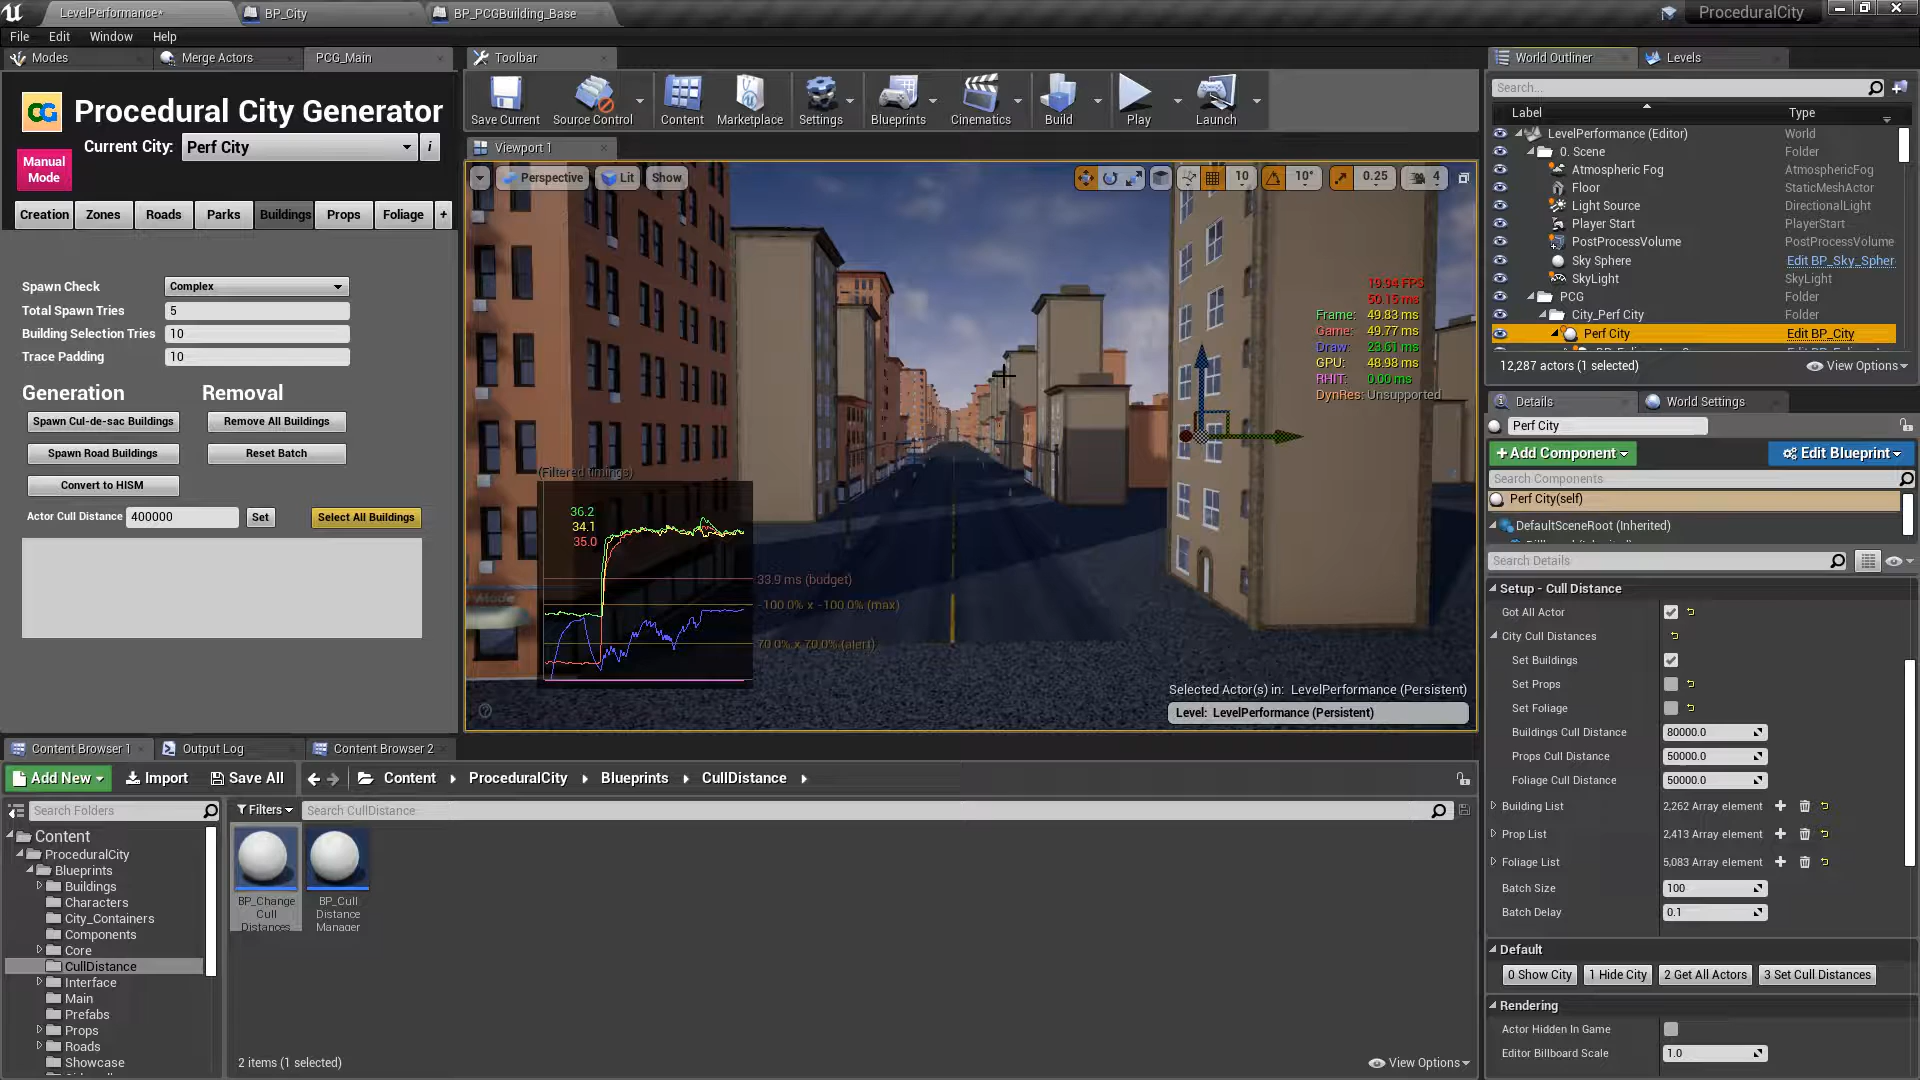 LevelPerformance*
BP_City
BP_PCGBuilding_Base
ProceduralCity
File
Edit
Window
Help
Modes
Merge Actors
PCG_Main
Toolbar
World Outliner
Levels
CG
Procedural City Generator
Current City:
Perf City
i
Manual
Mode
Creation
Zones
Roads
Parks
Buildings
Props
Foliage
+
Save Current
Source Control
Content
Marketplace
Settings
Blueprints
Cinematics
Build
Play
Launch
Search...
Label
Type
LevelPerformance (Editor)
World
0. Scene
Folder
Atmospheric Fog
AtmosphericFog
Floor
StaticMeshActor
Light Source
DirectionalLight
Player Start
PlayerStart
PostProcessVolume
PostProcessVolume
Sky Sphere
Edit BP_Sky_Spher
SkyLight
SkyLight
PCG
Folder
City_Perf City
Folder
Perf City
Edit BP_City
12,287 actors (1 selected)
View Options
Viewport 1
Perspective
Lit
Show
10
10°
0.25
4
Spawn Check
Complex
Total Spawn Tries
5
Building Selection Tries
10
Trace Padding
10
Generation
Removal
Spawn Cul-de-sac Buildings
Remove All Buildings
Spawn Road Buildings
Reset Batch
Convert to HISM
Actor Cull Distance
400000
Set
Select All Buildings
19.94 FPS
50.15 ms
Frame: 49.83 ms
Game: 49.77 ms
Draw: 23.61 ms
GPU: 48.98 ms
RHIT: 0.00 ms
DynRes: Unsupported
(Filtered timings)
36.2
34.1
35.0
33.9 ms (budget)
-100.0% x -100.0% (max)
70.0% x 70.0% (alert)
Selected Actor(s) in: LevelPerformance (Persistent)
Level: LevelPerformance (Persistent)
Details
World Settings
Perf City
+Add Component
Edit Blueprint
Search Components
Perf City(self)
DefaultSceneRoot (Inherited)
Search Details
Setup - Cull Distance
Got All Actor
City Cull Distances
Set Buildings
Set Props
Set Foliage
Buildings Cull Distance
80000.0
Props Cull Distance
50000.0
Foliage Cull Distance
50000.0
Building List
2,262 Array element
Prop List
2,413 Array element
Foliage List
5,083 Array element
Batch Size
100
Batch Delay
0.1
Default
0 Show City
1 Hide City
2 Get All Actors
3 Set Cull Distances
Rendering
Actor Hidden In Game
Editor Billboard Scale
1.0
Content Browser 1
Output Log
Content Browser 2
Add New
Import
Save All
Content
ProceduralCity
Blueprints
CullDistance
Search Folders
Filters
Search CullDistance
Content
ProceduralCity
Blueprints
Buildings
Characters
City_Containers
Components
Core
CullDistance
Interface
Main
Prefabs
Props
Roads
Showcase
BP_Change
Cull
Distances
BP_Cull
Distance
Manager
2 items (1 selected)
View Options